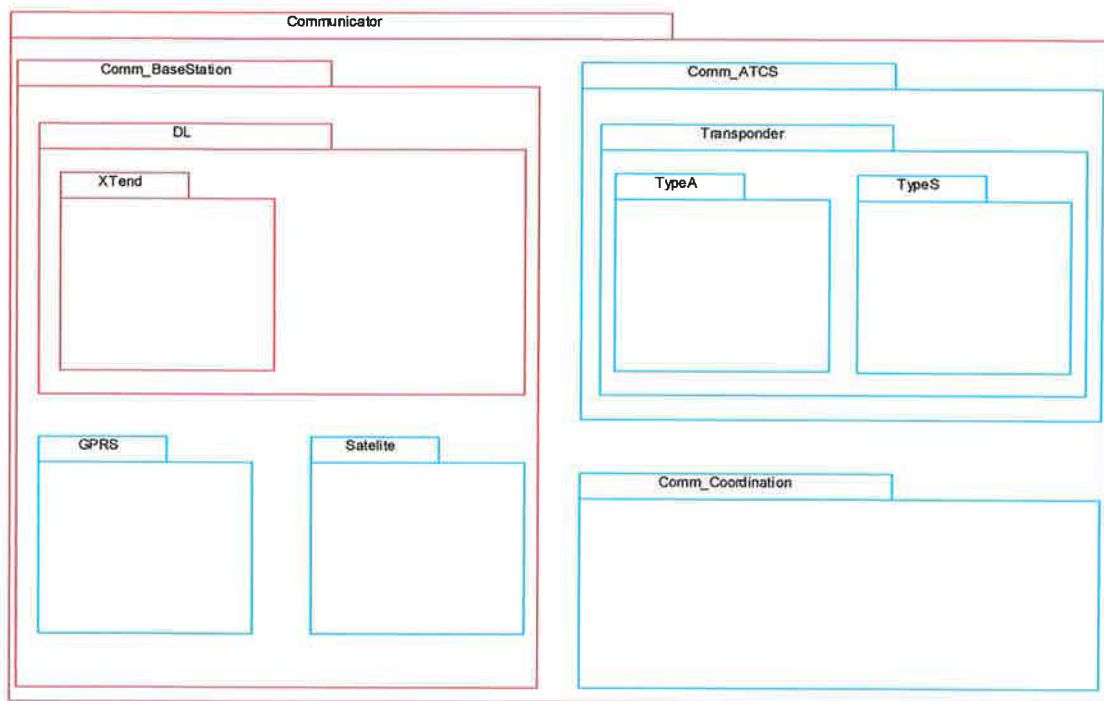 Communicator
Comm_BaseStation
Comm_ATCS
DL
Transponder
XTend
TypeA
TypeS
GPRS
Satelite
Comm_Coordination